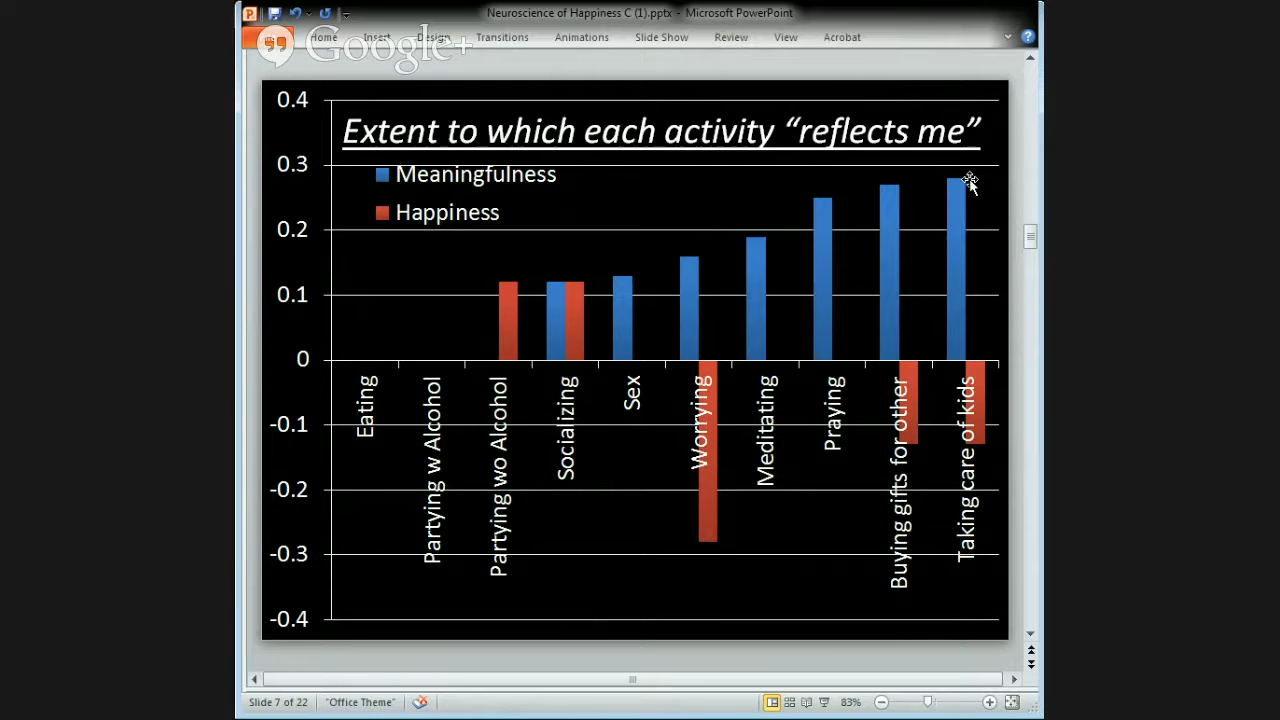 Neuroscience of Happiness C (1).pptx - Microsoft PowerPoint
Home Insert Design Transitions Animations Slide Show Review View Acrobat
Google+
Extent to which each activity “reflects me”
Meaningfulness
Happiness
0.4
0.3
0.2
0.1
0
-0.1
-0.2
-0.3
-0.4
Eating
Partying w Alcohol
Partying wo Alcohol
Socializing
Sex
Worrying
Meditating
Praying
Buying gifts for other
Taking care of kids
Slide 7 of 22 "Office Theme" 83%